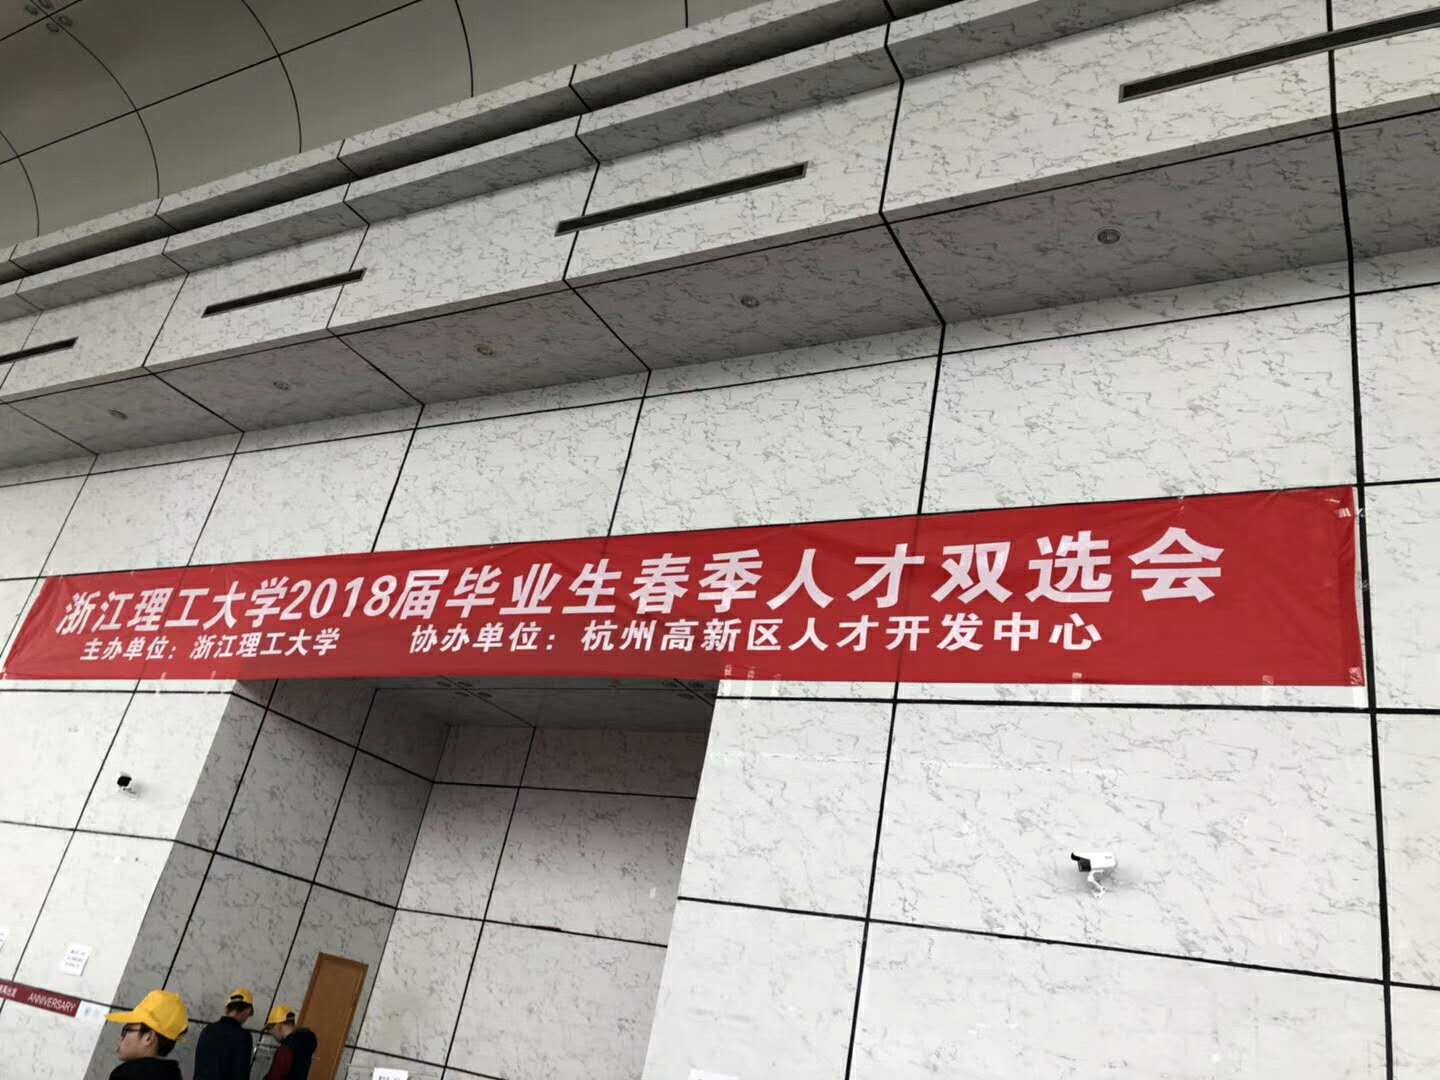 浙江理工大学2018届毕业生春季人才双选会
主办单位：浙江理工大学 协办单位：杭州高新区人才开发中心
ANNIVERSARY